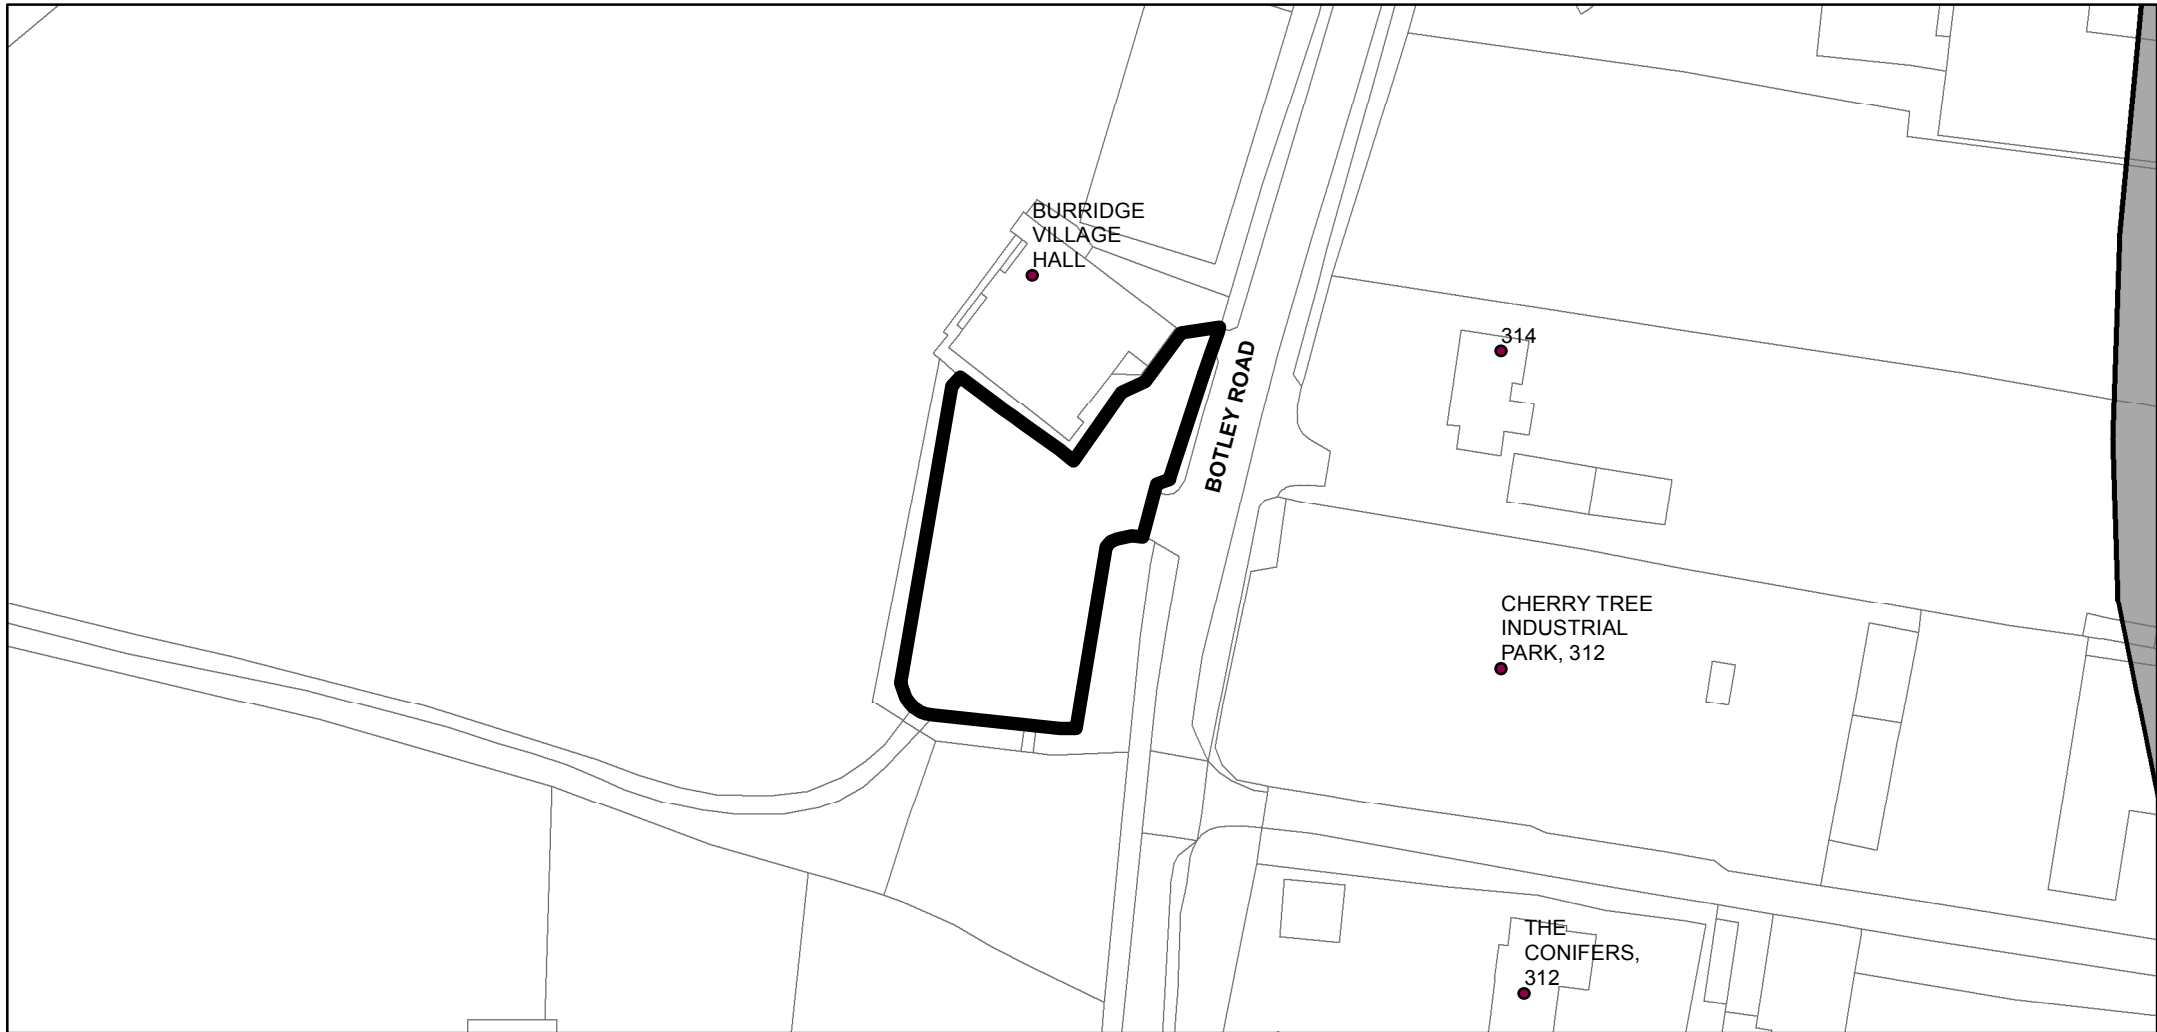 BURRIDGE
VILLAGE
HALL
314
BOTLEY ROAD
CHERRY TREE
INDUSTRIAL
PARK, 312
THE
CONIFERS,
312